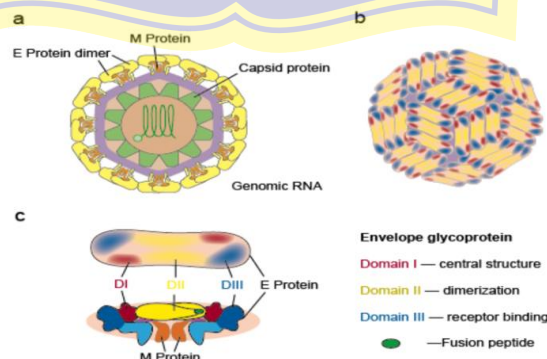 a
M Protein
E Protein dimer
Capsid protein
Genomic RNA
b
c
DI
DII
DIII
E Protein
M Protein
Envelope glycoprotein
Domain I — central structure
Domain II — dimerization
Domain III — receptor binding
—Fusion peptide